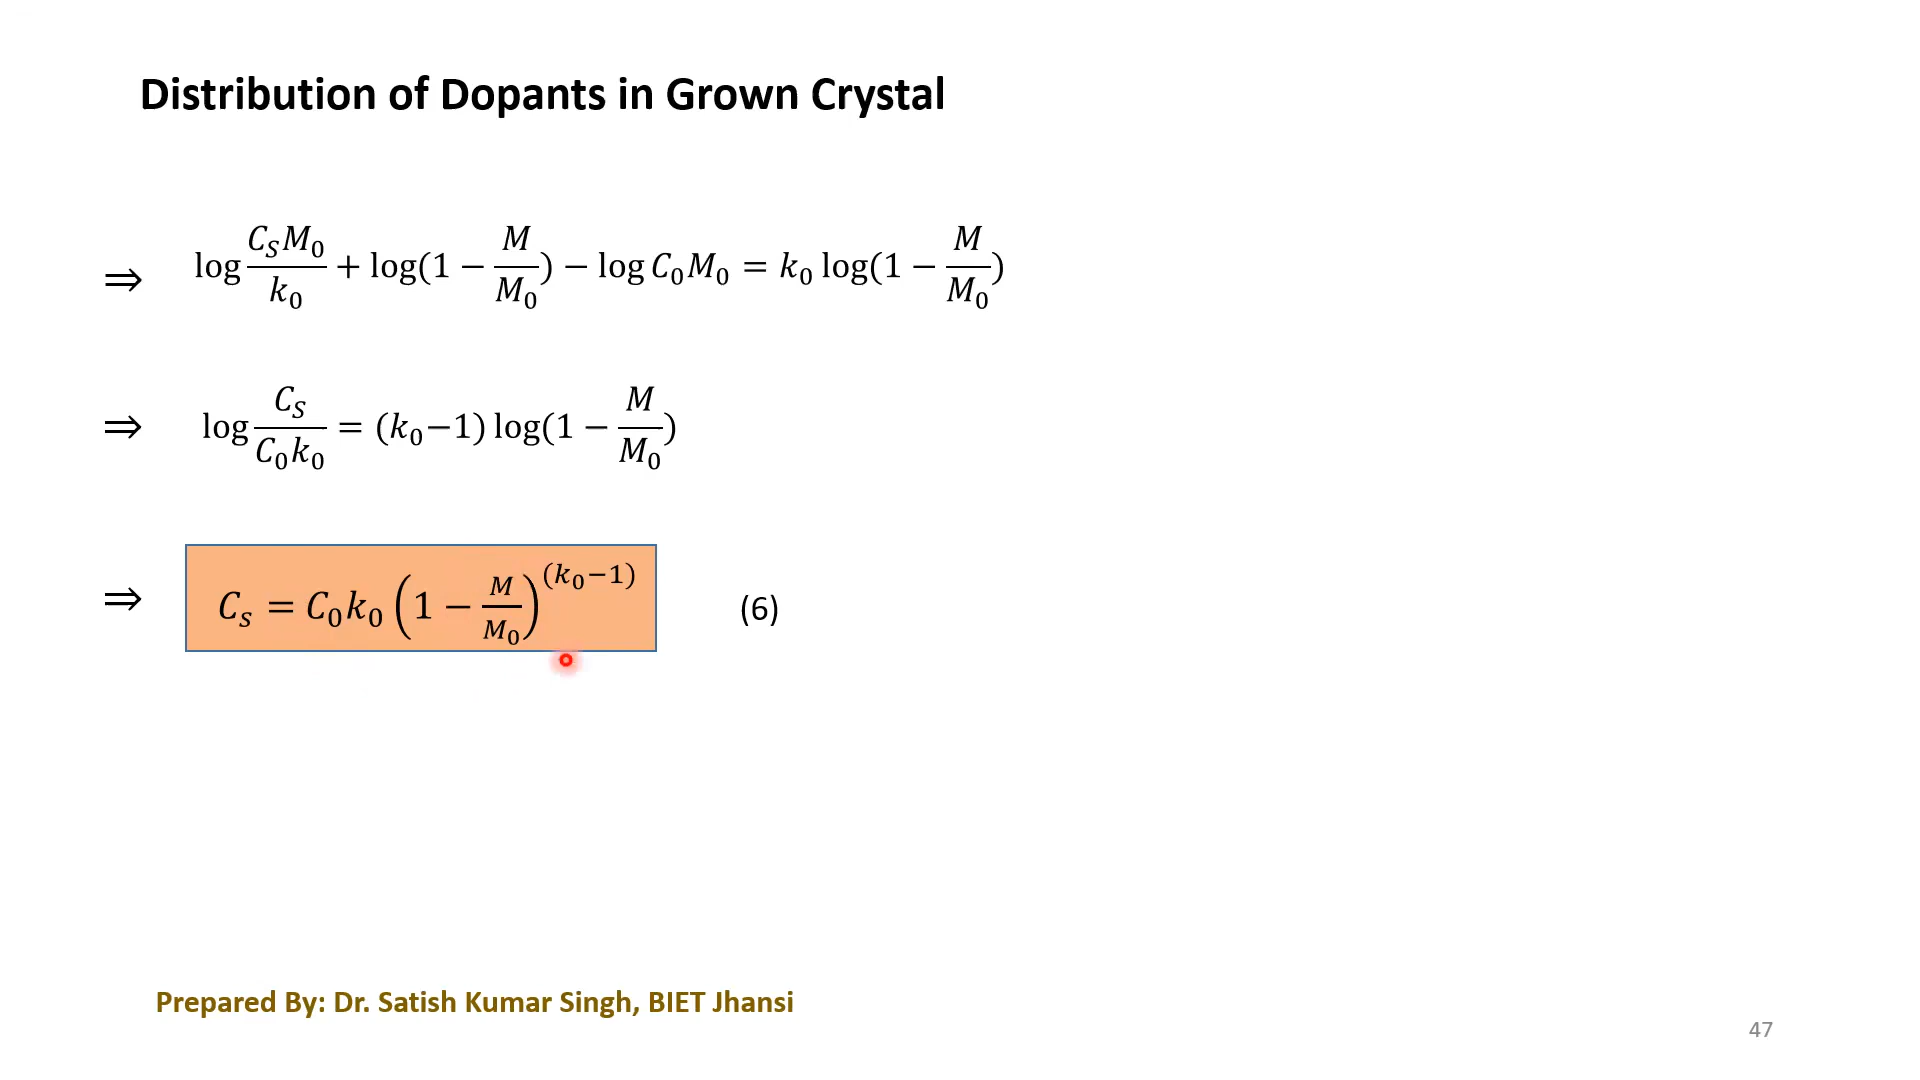 Distribution of Dopants in Grown Crystal
⇒ log C_S M_0 / k_0 + log(1 − M / M_0) − log C_0 M_0 = k_0 log(1 − M / M_0)
⇒ log C_S / C_0 k_0 = (k_0−1) log(1 − M / M_0)
⇒ C_s = C_0 k_0 (1 − M / M_0)^(k_0−1) (6)
Prepared By: Dr. Satish Kumar Singh, BIET Jhansi
47